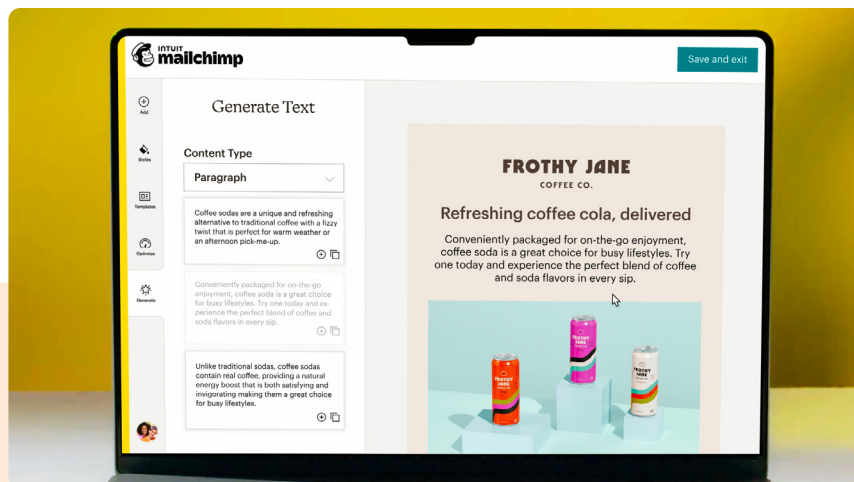 INTUIT
mailchimp
Save and exit
Add
Styles
Templates
Optimize
Generate
Generate Text
Content Type
Paragraph
Coffee sodas are a unique and refreshing
alternative to traditional coffee with a fizzy
twist that is perfect for warm weather or
an afternoon pick-me-up.
Conveniently packaged for on-the-go
enjoyment, coffee soda is a great choice
for busy lifestyles. Try one today and ex-
perience the perfect blend of coffee and
soda flavors in every sip.
Unlike traditional sodas, coffee sodas
contain real coffee, providing a natural
energy boost that is both satisfying and
invigorating making them a great choice
for busy lifestyles.
FROTHY JANE
COFFEE CO.
Refreshing coffee cola, delivered
Conveniently packaged for on-the-go enjoyment,
coffee soda is a great choice for busy lifestyles. Try
one today and experience the perfect blend of coffee
and soda flavors in every sip.
FROTHY
JANE
FROTHY
JANE
FROTHY
JANE